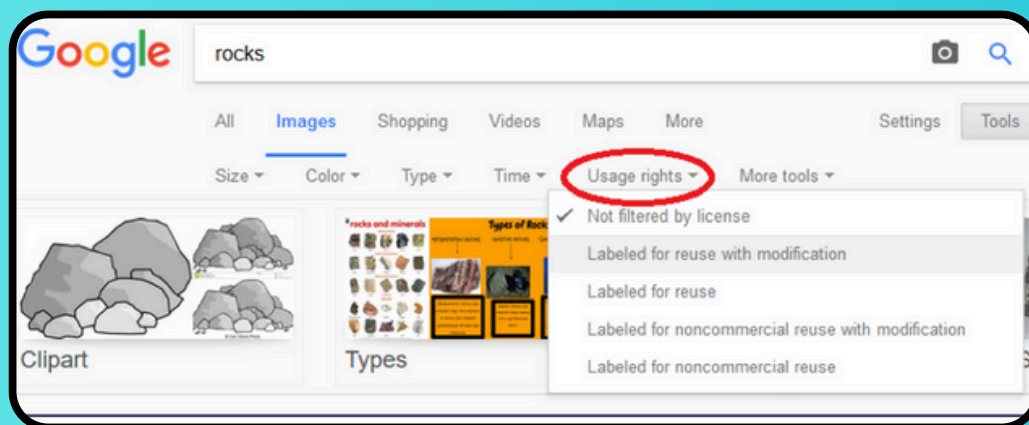 Google rocks
All Images Shopping Videos Maps More Settings Tools
Size Color Type Time Usage rights More tools
Not filtered by license
Labeled for reuse with modification
Labeled for reuse
Labeled for noncommercial reuse with modification
Labeled for noncommercial reuse
rocks and minerals
Types of Rock
Clipart
Types